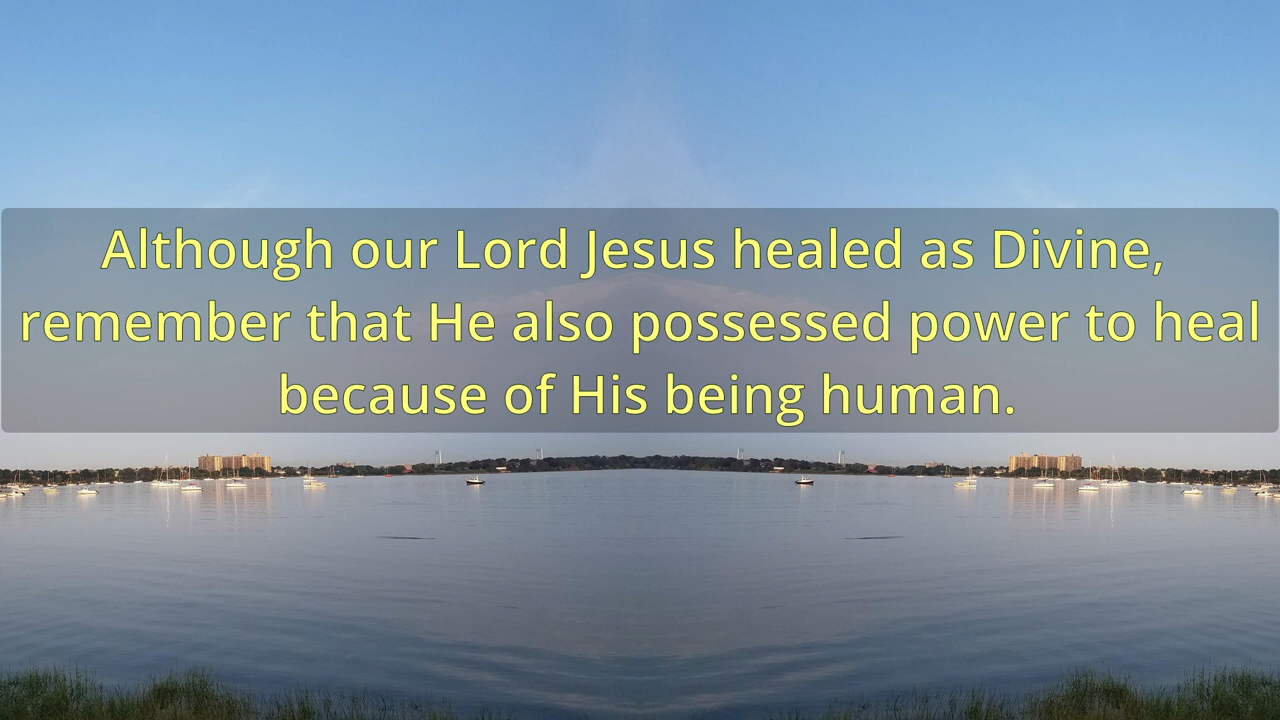 Although our Lord Jesus healed as Divine,
remember that He also possessed power to heal
because of His being human.